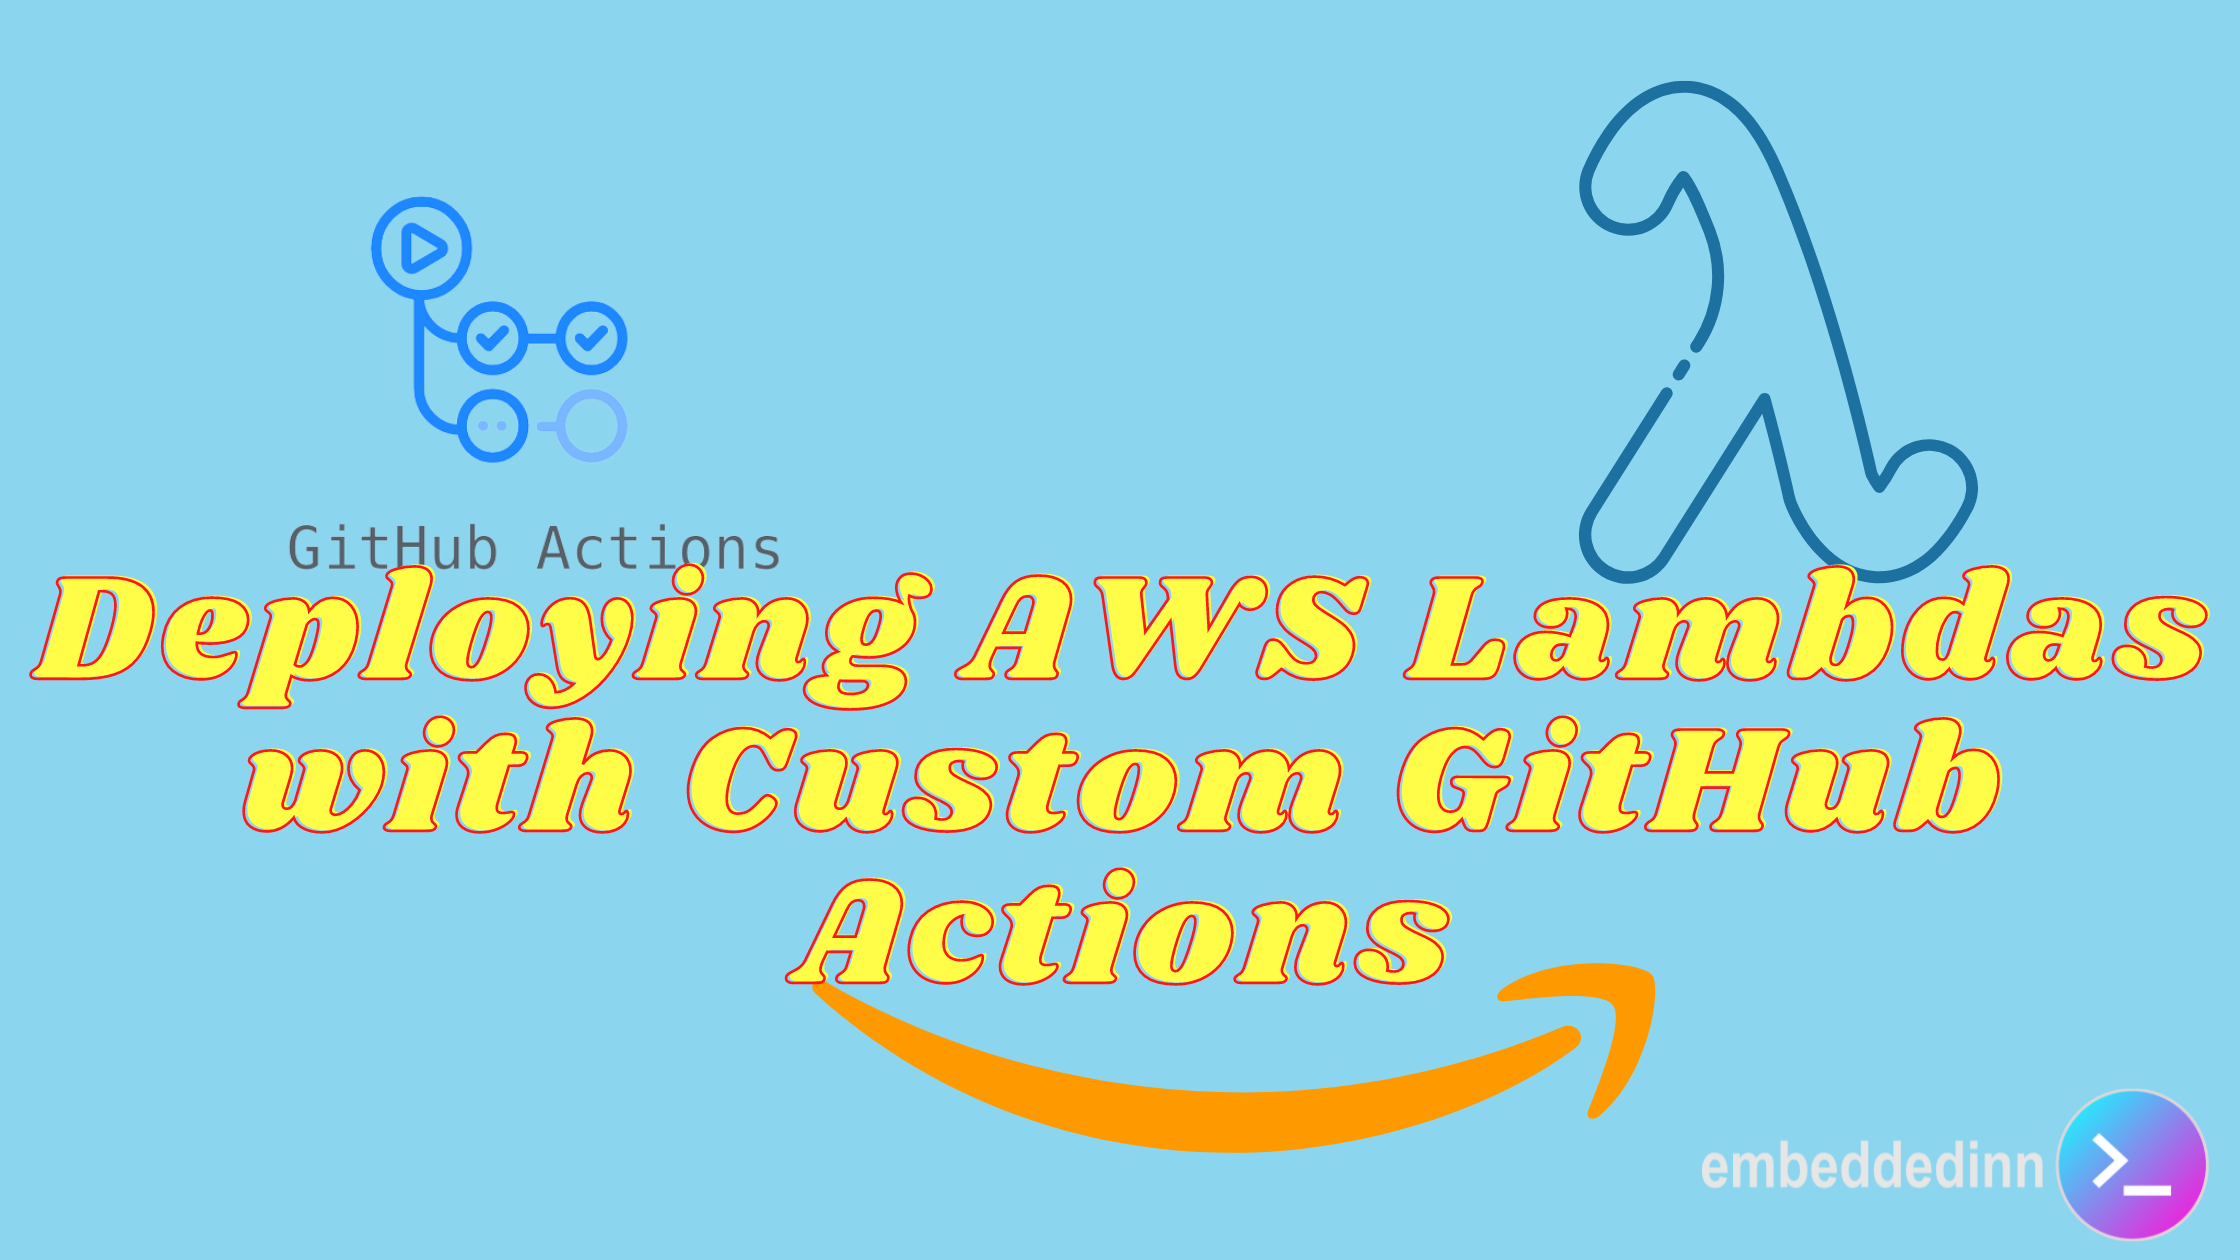 GitHub Actions
Deploying AWS Lambdas
with Custom GitHub
Actions
embeddedinn